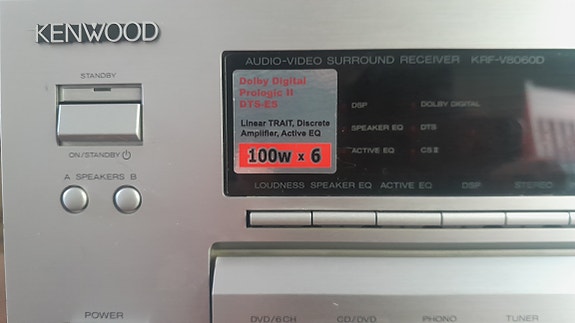 KENWOOD
AUDIO-VIDEO SURROUND RECEIVER KRF-V8060D
STANDBY
ON/STANDBY
A SPEAKERS B
Dolby Digital
Prologic II
DTS-ES
Linear TRAIT, Discrete
Amplifier, Active EQ
100w x 6
DSP
DOLBY DIGITAL
SPEAKER EQ
DTS
ACTIVE EQ
CS II
LOUDNESS SPEAKER EQ ACTIVE EQ DSP STEREO
POWER
DVD/6CH CD/DVD PHONO TUNER